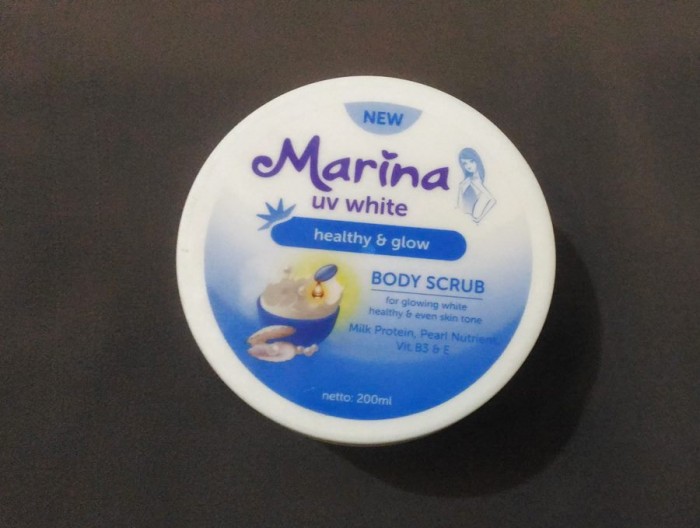 NEW
Marina
uv white
healthy & glow
BODY SCRUB
for glowing white
healthy & even skin tone
Milk Protein, Pearl Nutrient,
Vit. B3 & E
netto: 200ml